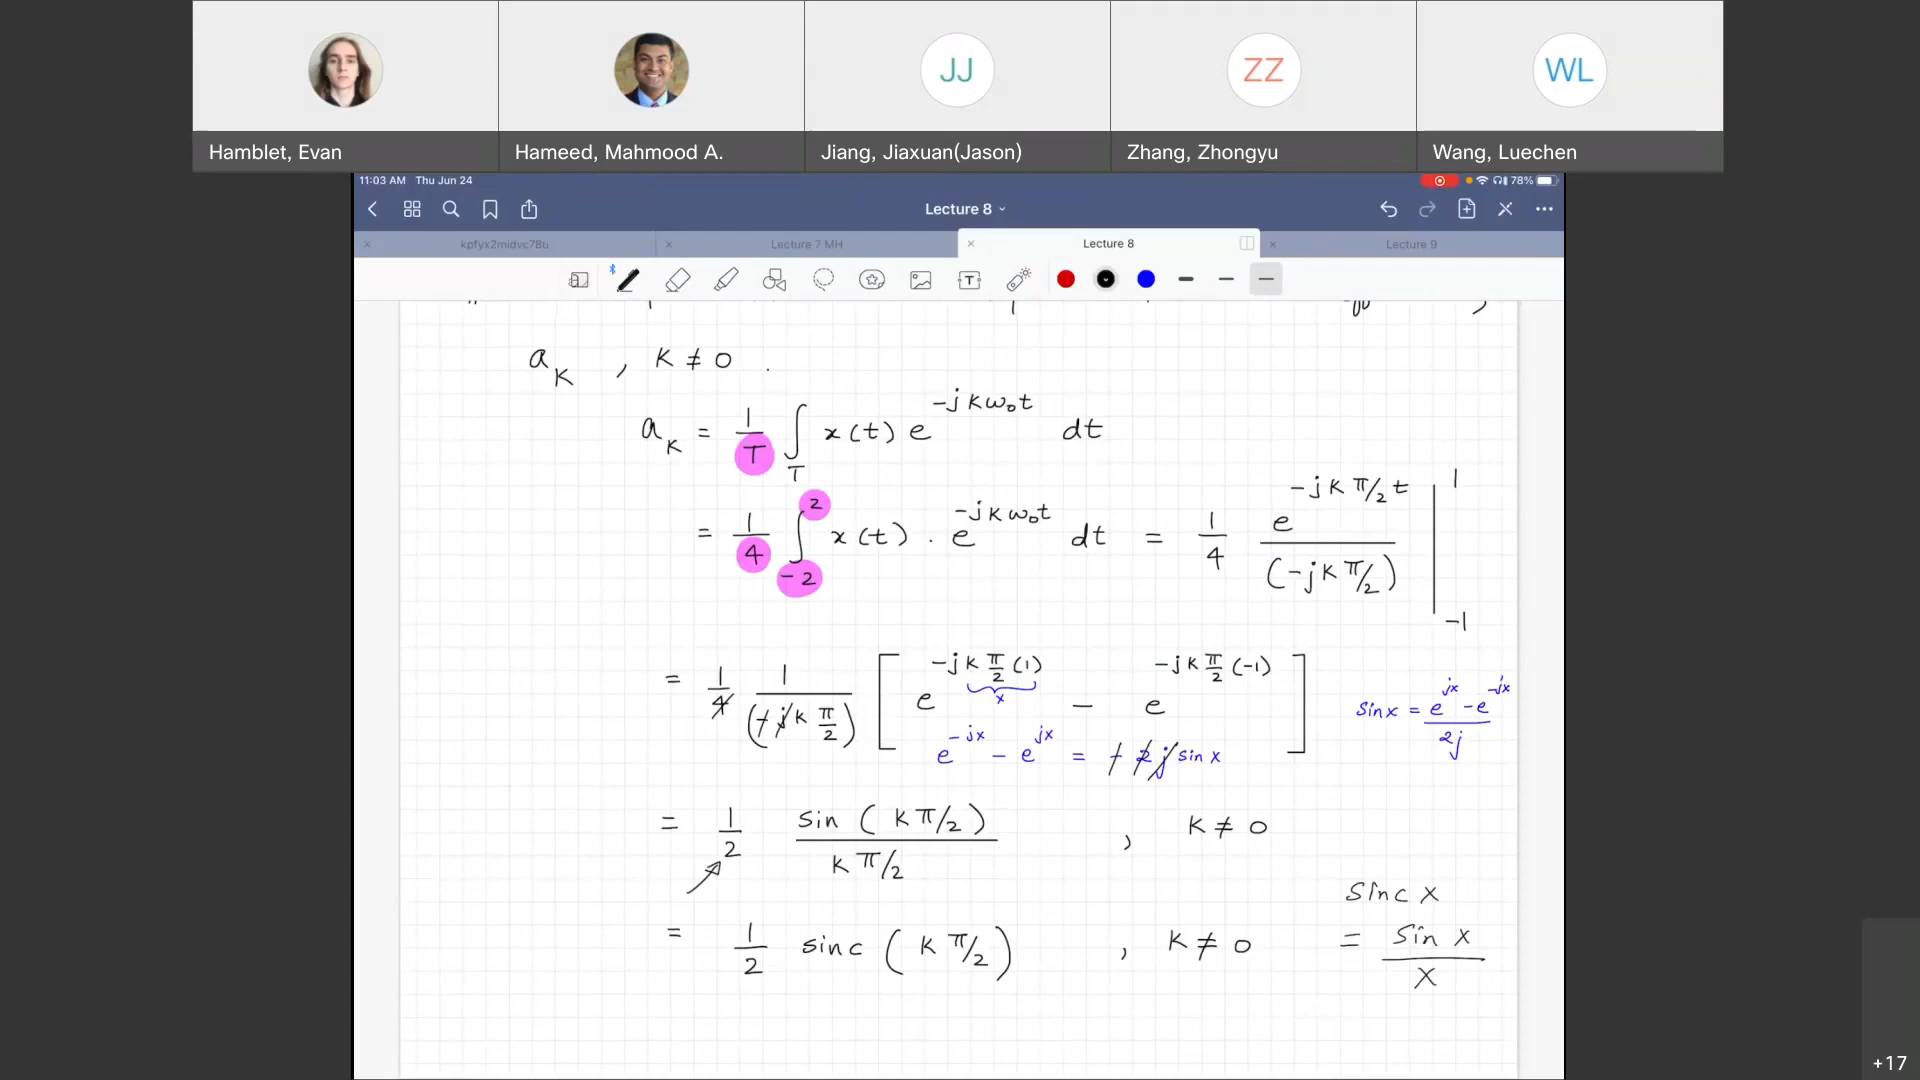 JJ
ZZ
WL
Hamblet, Evan
Hameed, Mahmood A.
Jiang, Jiaxuan(Jason)
Zhang, Zhongyu
Wang, Luechen
11:03 AM Thu Jun 24
78%
Lecture 8
kpfyx2midvc78u
Lecture 7 MH
Lecture 8
Lecture 9
a_K , K ≠ 0 .
a_K = 1/T ∫_T x(t) e^{-jKω₀t} dt
= 1/4 ∫_{-2}^{2} x(t) . e^{-jKω₀t} dt = 1/4 e^{-jKπ/2 t} / (-jKπ/2) |_{-1}^{1}
= 1/4 1/(-jK π/2) [ e^{-jK π/2 (1)} - e^{-jK π/2 (-1)} ]
x
e^{-jx} - e^{jx} = -2j sin x
sin x = (e^{jx} - e^{-jx}) / 2j
= 1/2 sin (Kπ/2) / Kπ/2 , K ≠ 0
= 1/2 sinc (K π/2) , K ≠ 0
sinc x
= sin x / x
+17